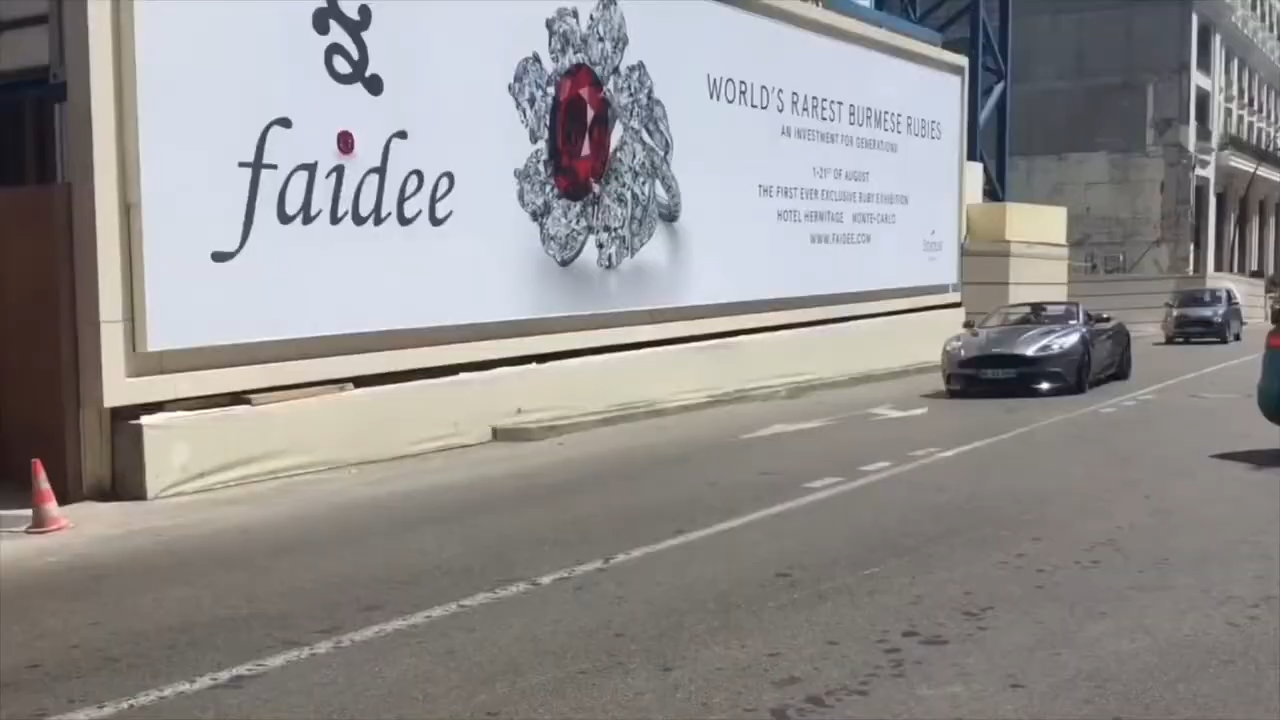 faidee
WORLD'S RAREST BURMESE RUBIES
AN INVESTMENT FOR GENERATIONS
1-21ST OF AUGUST
THE FIRST EVER EXCLUSIVE RUBY EXHIBITION
HOTEL HERMITAGE MONTE-CARLO
WWW.FAIDEE.COM